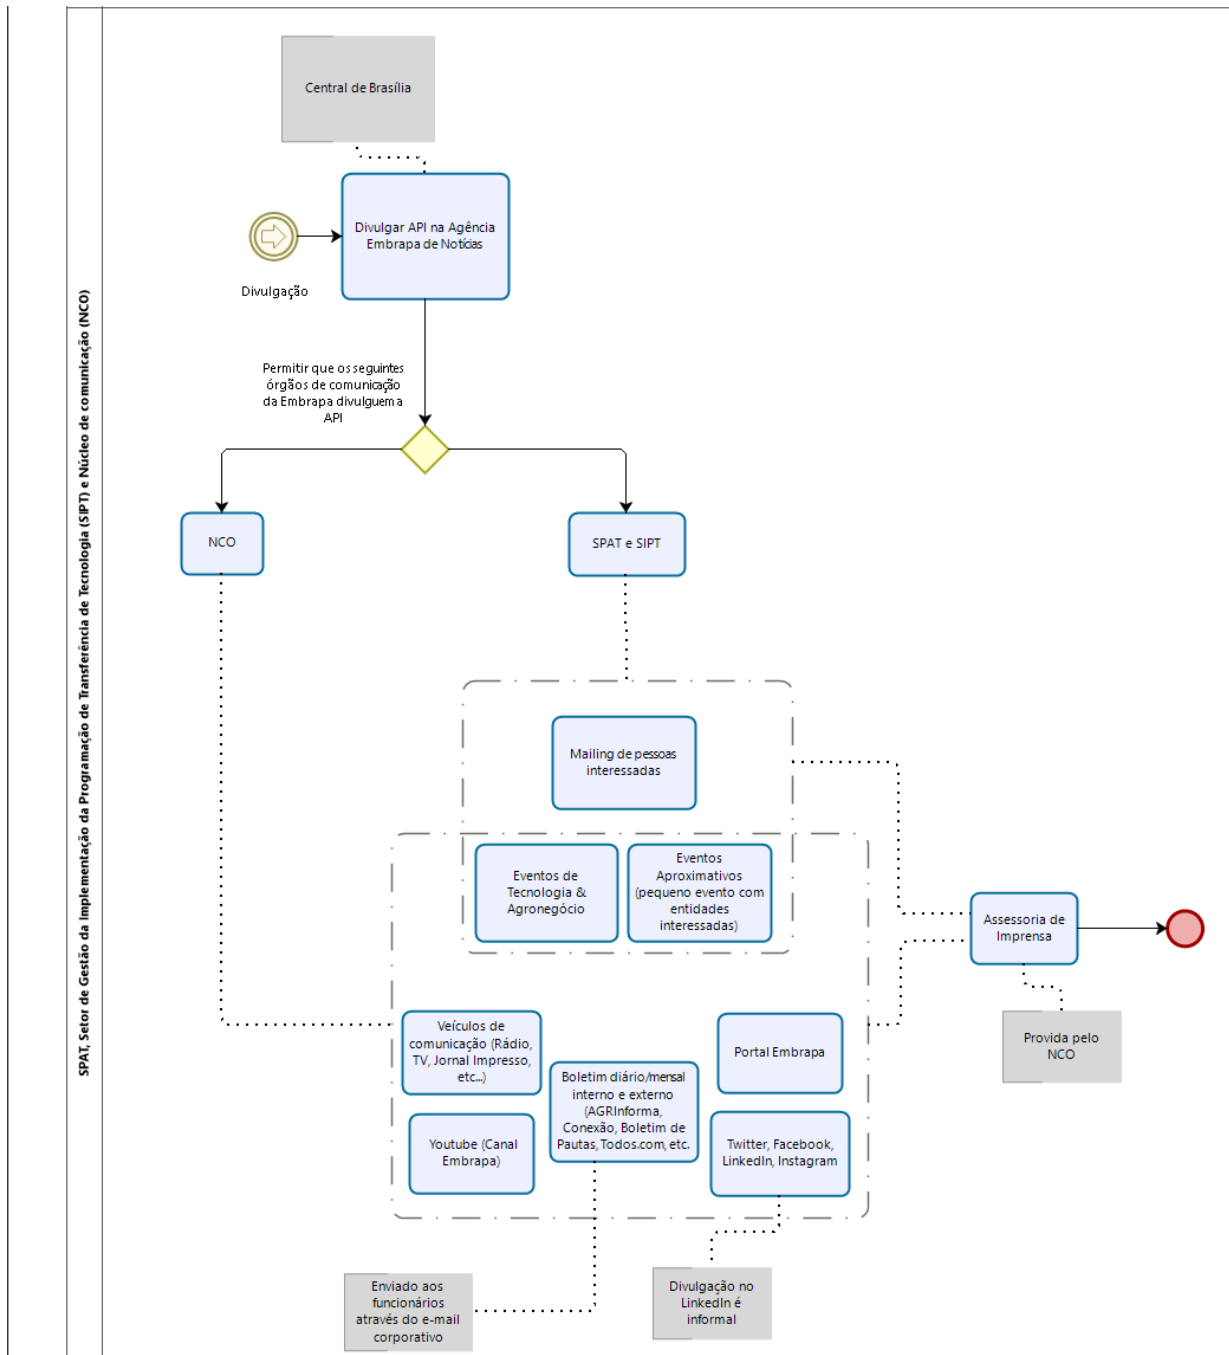 SPAT, Setor de Gestão da Implementação da Programação de Transferência de Tecnologia (SIPT) e Núcleo de comunicação (NCO)
Central de Brasília
Divulgar API na Agência
Embrapa de Notícias
Divulgação
Permitir que os seguintes
órgãos de comunicação
da Embrapa divulguem a
API
NCO
SPAT e SIPT
Mailing de pessoas
interessadas
Eventos de
Tecnologia &
Agronegócio
Eventos
Aproximativos
(pequeno evento com
entidades
interessadas)
Assessoria de
Imprensa
Provida pelo
NCO
Veículos de
comunicação (Rádio,
TV, Jornal Impresso,
etc...)
Portal Embrapa
Boletim diário/mensal
interno e externo
(AGRInforma,
Conexão, Boletim de
Pautas, Todos.com, etc.
Youtube (Canal
Embrapa)
Twitter, Facebook,
LinkedIn, Instagram
Enviado aos
funcionários
através do e-mail
corporativo
Divulgação no
LinkedIn é
informal